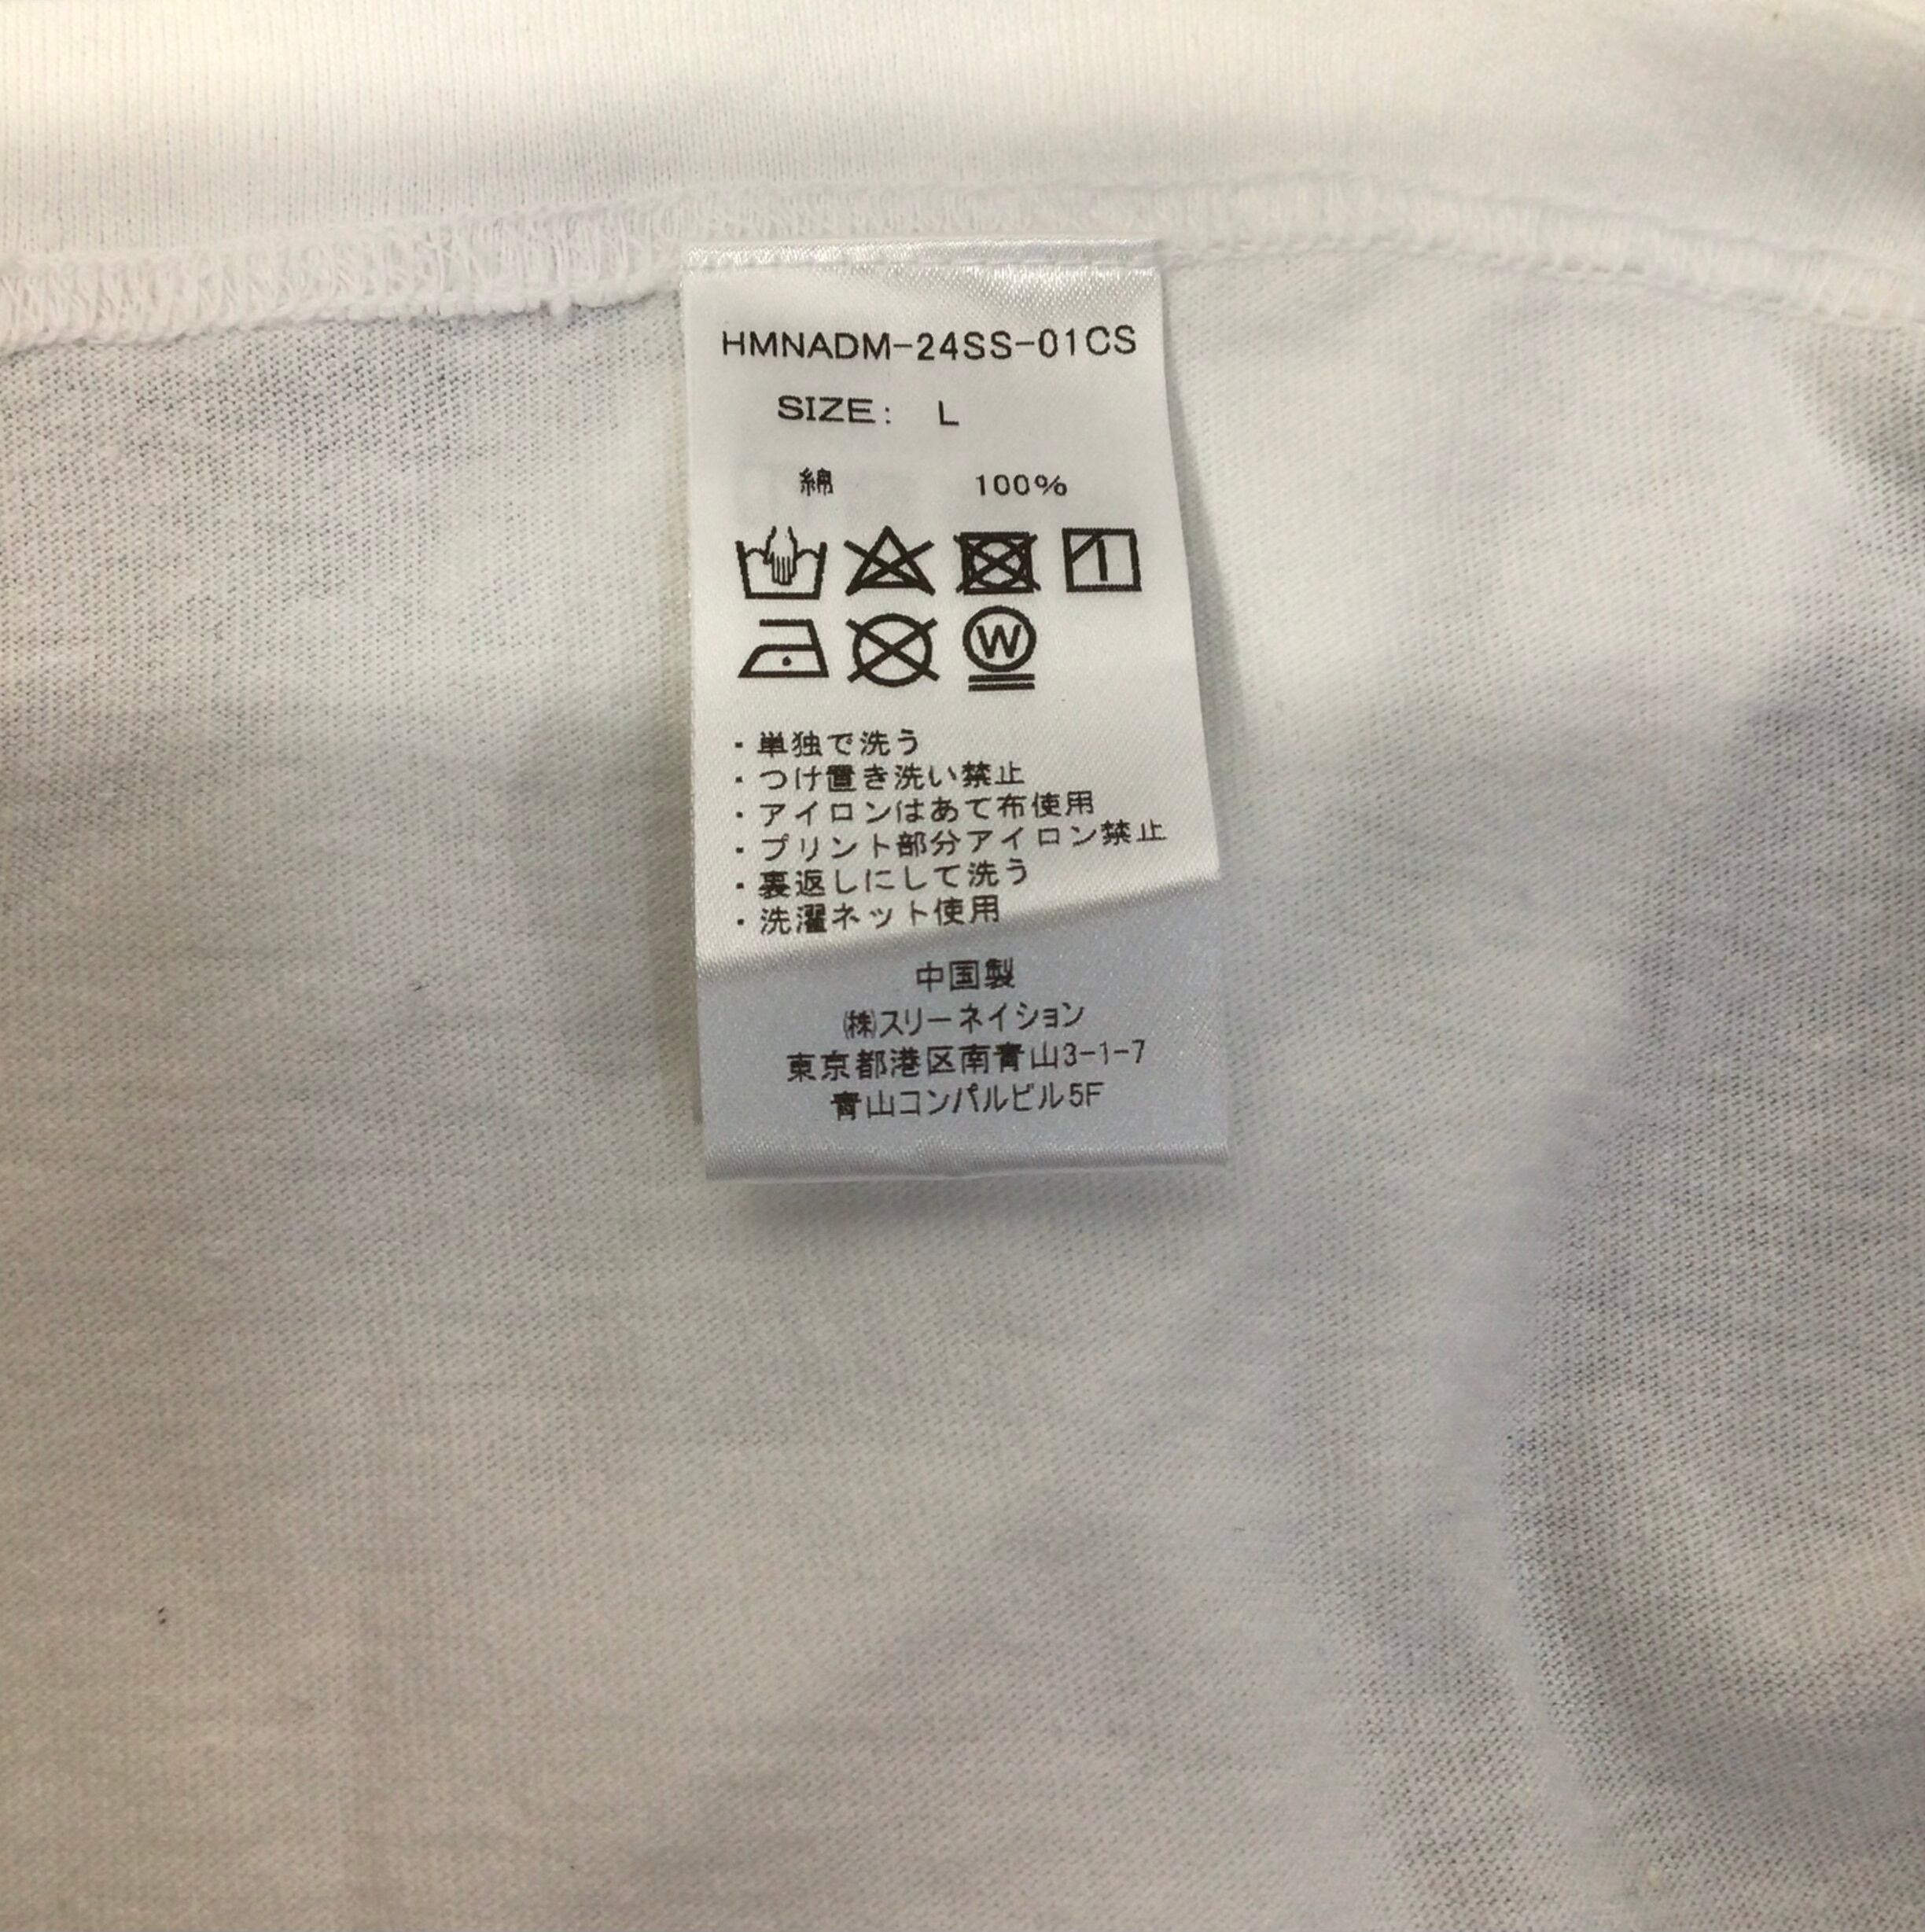 HMNADM-24SS-01CS
SIZE: L
綿 100%
W
・単独で洗う
・つけ置き洗い禁止
・アイロンはあて布使用
・プリント部分アイロン禁止
・裏返しにして洗う
・洗濯ネット使用
中国製
㈱スリーネイション
東京都港区南青山3-1-7
青山コンパルビル5F